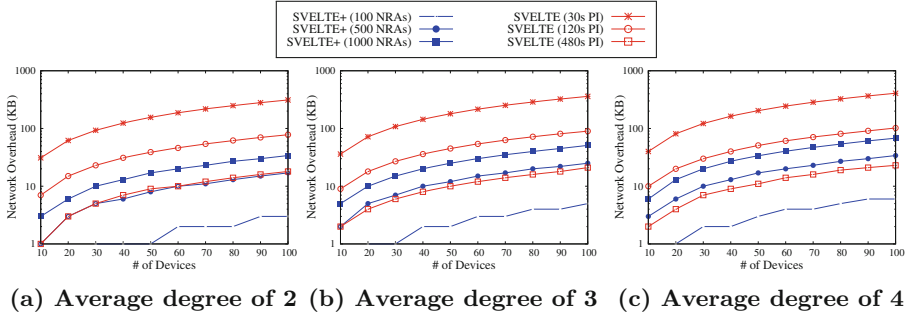 SVELTE+ (100 NRAs)
SVELTE+ (500 NRAs)
SVELTE+ (1000 NRAs)
SVELTE (30s PI)
SVELTE (120s PI)
SVELTE (480s PI)
Network Overhead (KB)
1000
100
10
1
10 20 30 40 50 60 70 80 90 100
# of Devices
(a) Average degree of 2
Network Overhead (KB)
1000
100
10
1
10 20 30 40 50 60 70 80 90 100
# of Devices
(b) Average degree of 3
Network Overhead (KB)
1000
100
10
1
10 20 30 40 50 60 70 80 90 100
# of Devices
(c) Average degree of 4